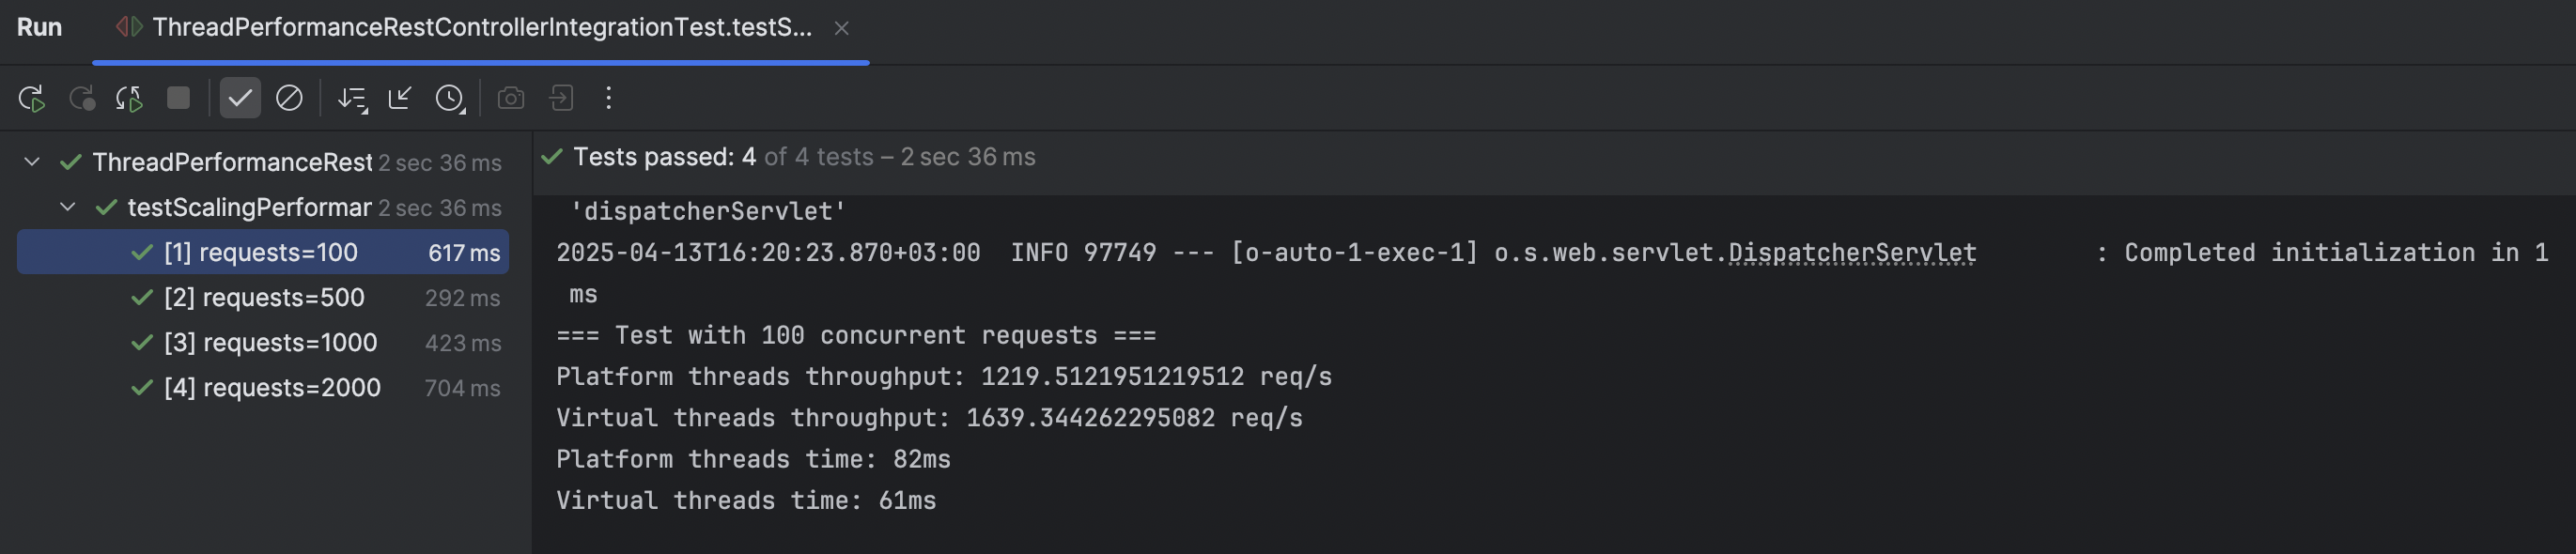 Run
ThreadPerformanceRestControllerIntegrationTest.testS...
ThreadPerformanceRest 2 sec 36 ms
testScalingPerformar 2 sec 36 ms
[1] requests=100 617 ms
[2] requests=500 292 ms
[3] requests=1000 423 ms
[4] requests=2000 704 ms
Tests passed: 4 of 4 tests – 2 sec 36 ms
'dispatcherServlet'
2025-04-13T16:20:23.870+03:00  INFO 97749 --- [o-auto-1-exec-1] o.s.web.servlet.DispatcherServlet        : Completed initialization in 1
ms
=== Test with 100 concurrent requests ===
Platform threads throughput: 1219.5121951219512 req/s
Virtual threads throughput: 1639.344262295082 req/s
Platform threads time: 82ms
Virtual threads time: 61ms